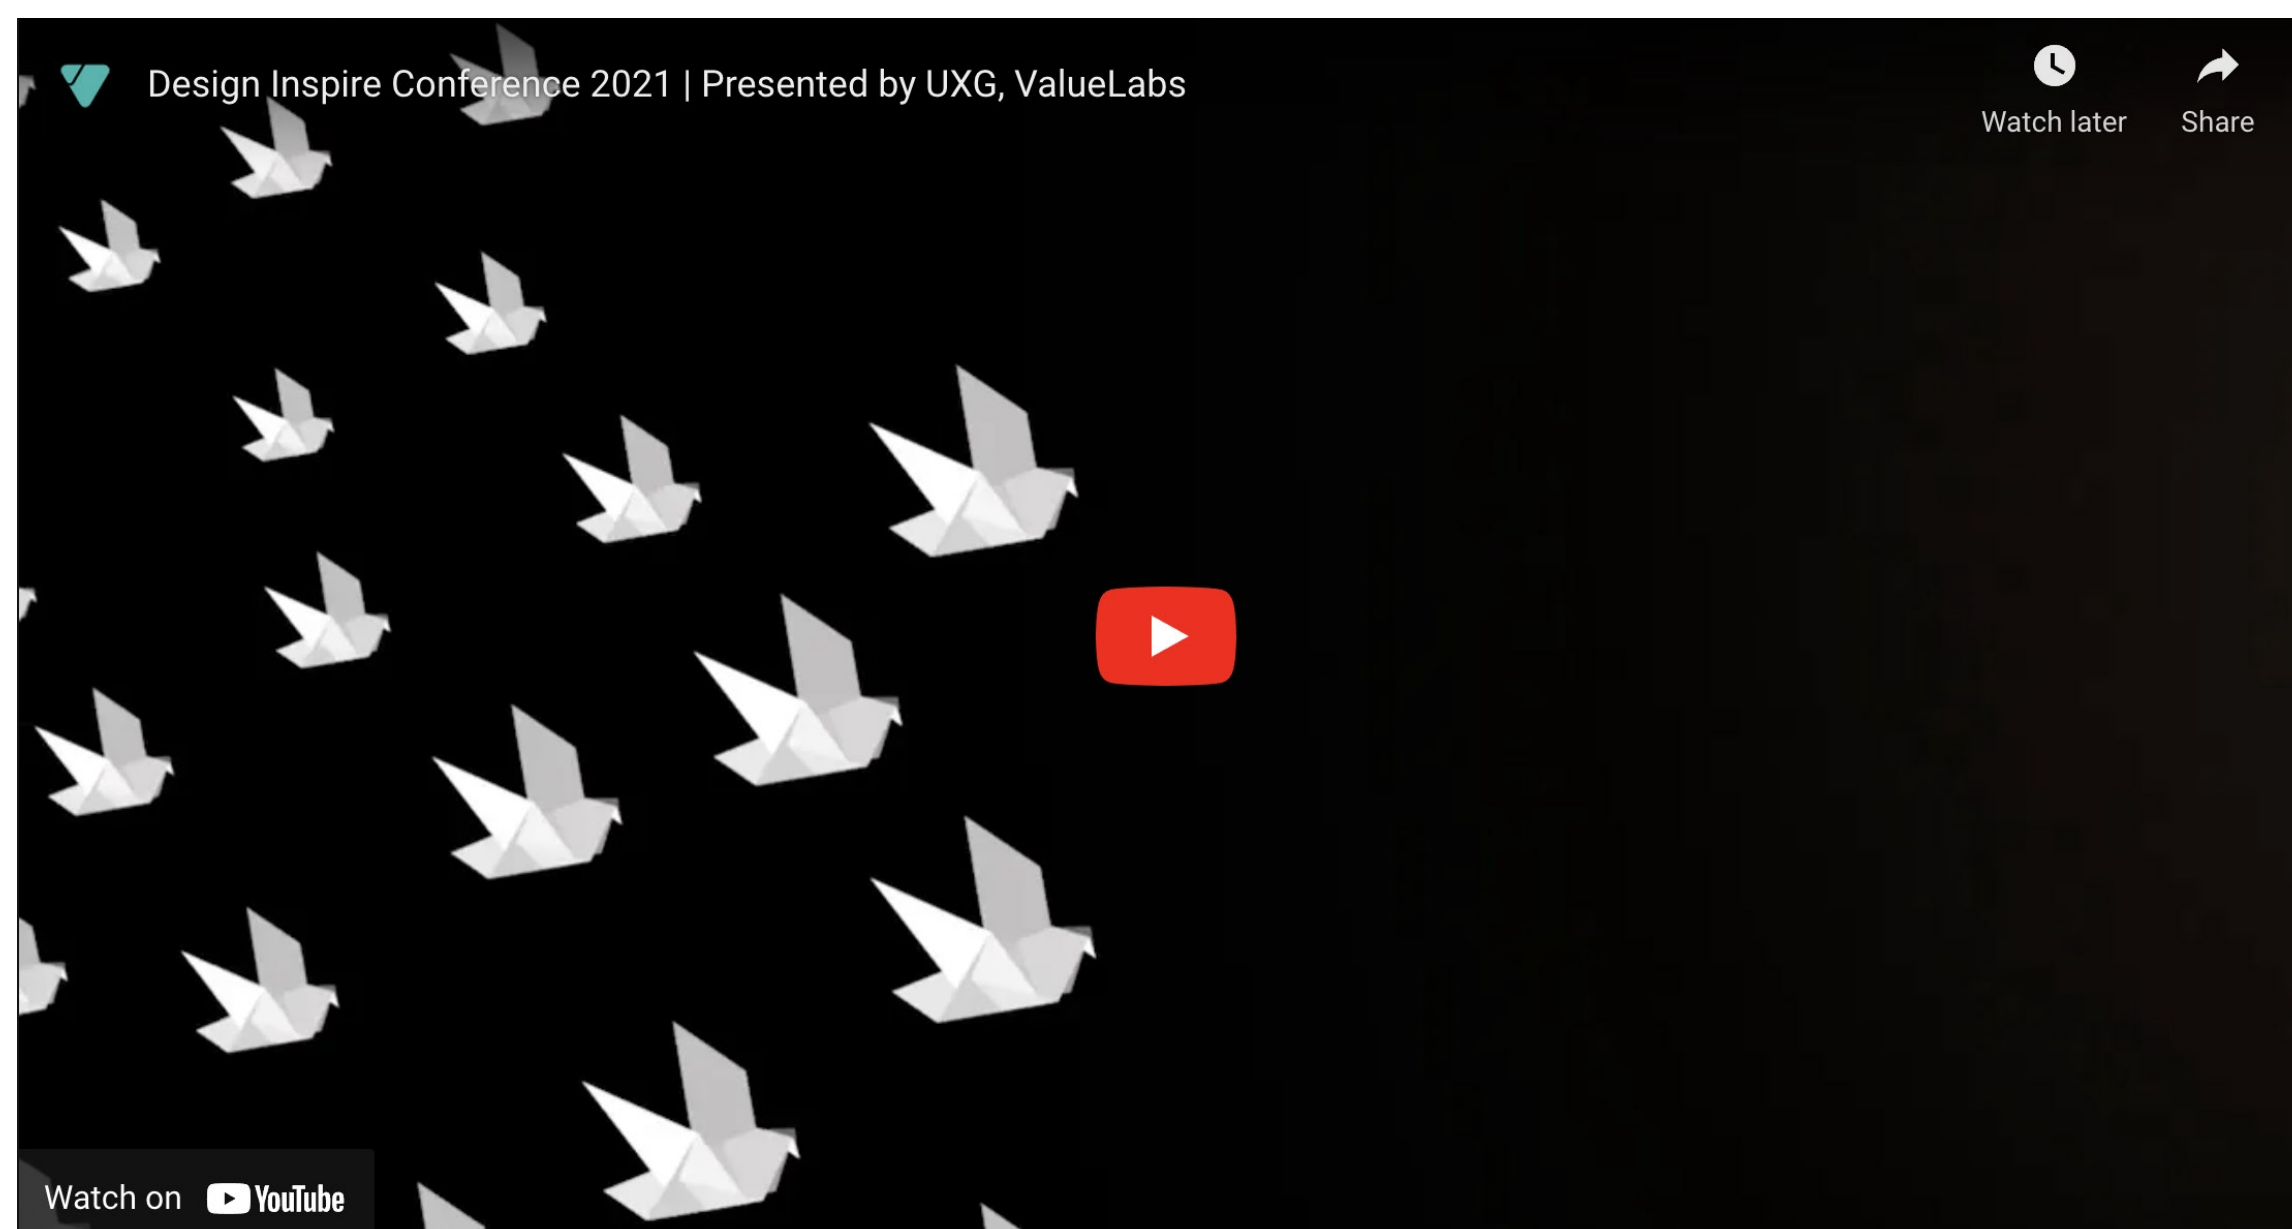 Design Inspire Conference 2021 | Presented by UXG, ValueLabs
Watch later
Share
Watch on YouTube